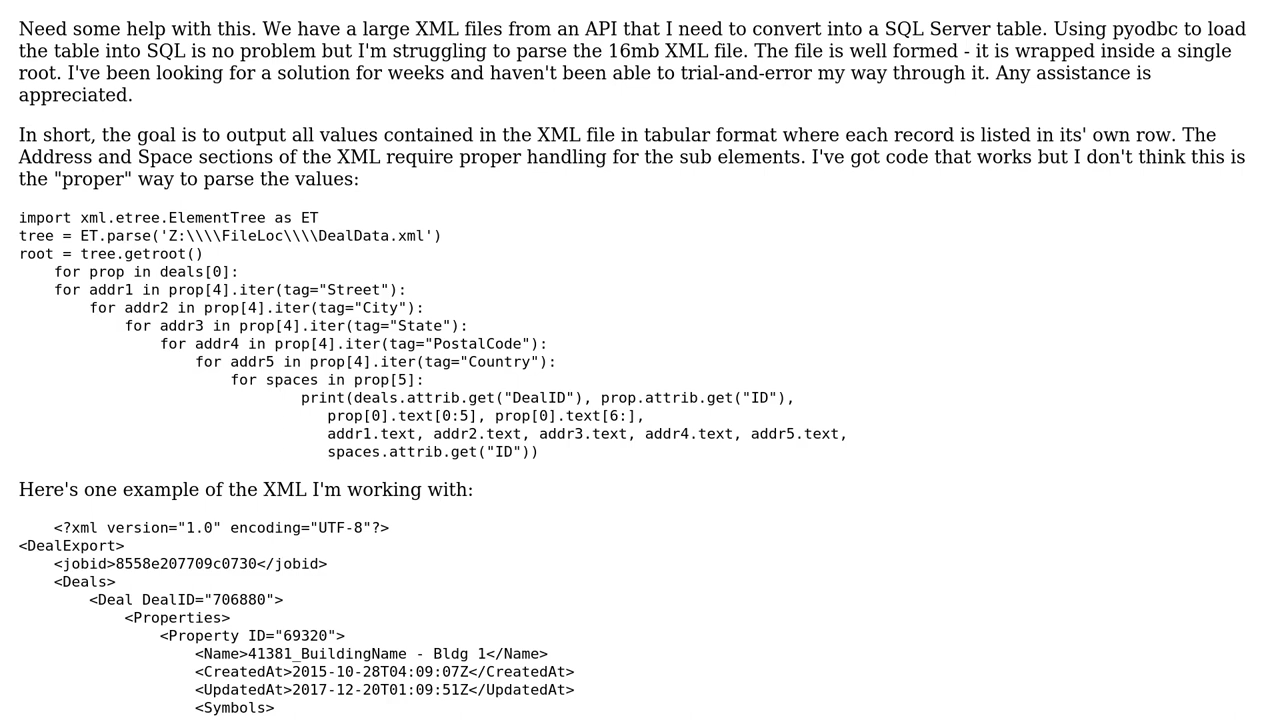 Need some help with this. We have a large XML files from an API that I need to convert into a SQL Server table. Using pyodbc to load
the table into SQL is no problem but I'm struggling to parse the 16mb XML file. The file is well formed - it is wrapped inside a single
root. I've been looking for a solution for weeks and haven't been able to trial-and-error my way through it. Any assistance is
appreciated.
In short, the goal is to output all values contained in the XML file in tabular format where each record is listed in its' own row. The
Address and Space sections of the XML require proper handling for the sub elements. I've got code that works but I don't think this is
the "proper" way to parse the values:
import xml.etree.ElementTree as ET
tree = ET.parse('Z:\\\\FileLoc\\\\DealData.xml')
root = tree.getroot()
    for prop in deals[0]:
    for addr1 in prop[4].iter(tag="Street"):
        for addr2 in prop[4].iter(tag="City"):
            for addr3 in prop[4].iter(tag="State"):
                for addr4 in prop[4].iter(tag="PostalCode"):
                    for addr5 in prop[4].iter(tag="Country"):
                        for spaces in prop[5]:
                                print(deals.attrib.get("DealID"), prop.attrib.get("ID"),
                                   prop[0].text[0:5], prop[0].text[6:],
                                   addr1.text, addr2.text, addr3.text, addr4.text, addr5.text,
                                   spaces.attrib.get("ID"))
Here's one example of the XML I'm working with:
    <?xml version="1.0" encoding="UTF-8"?>
<DealExport>
    <jobid>8558e207709c0730</jobid>
    <Deals>
        <Deal DealID="706880">
            <Properties>
                <Property ID="69320">
                    <Name>41381_BuildingName - Bldg 1</Name>
                    <CreatedAt>2015-10-28T04:09:07Z</CreatedAt>
                    <UpdatedAt>2017-12-20T01:09:51Z</UpdatedAt>
                    <Symbols>